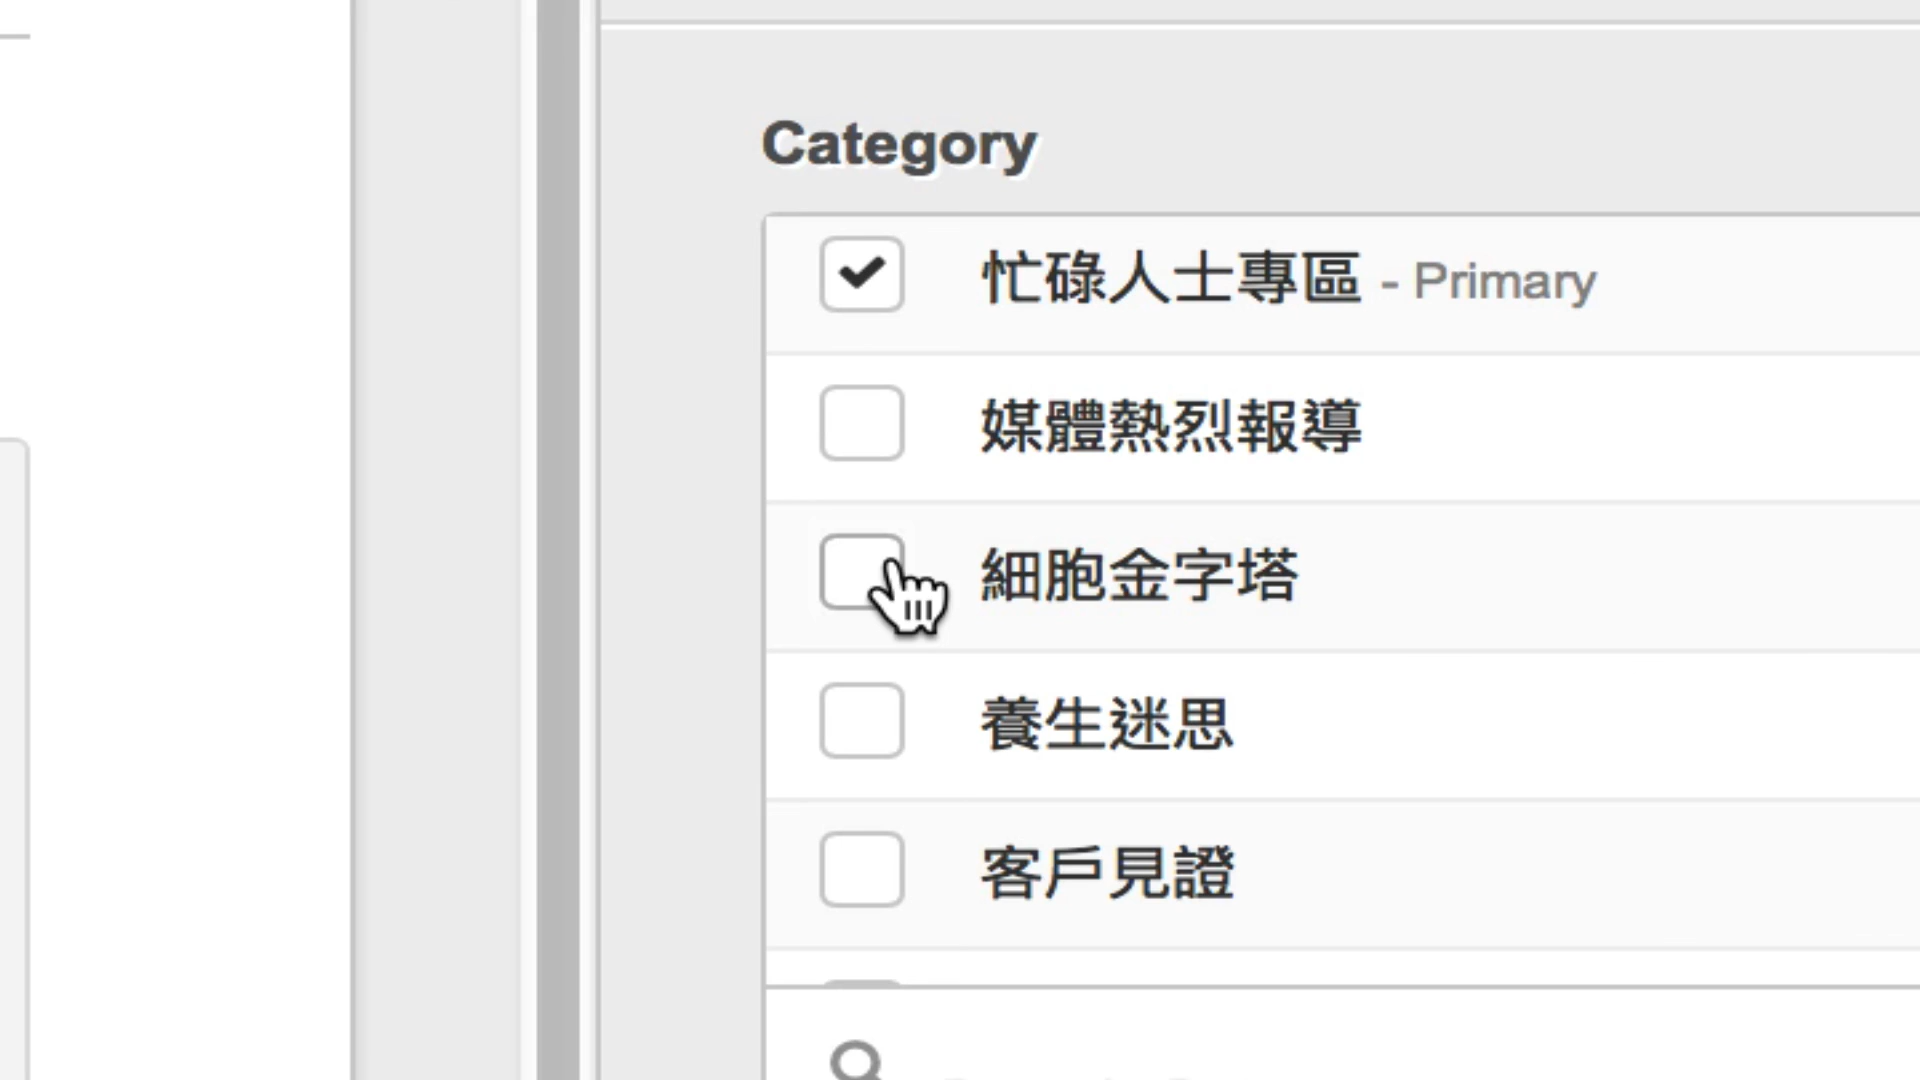 Category
忙碌人士專區 - Primary
媒體熱烈報導
細胞金字塔
養生迷思
客戶見證